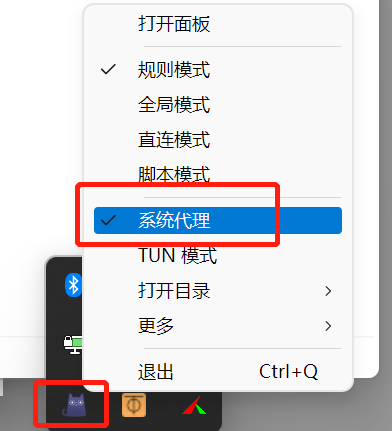 打开面板
规则模式
全局模式
直连模式
脚本模式
系统代理
TUN 模式
打开目录
更多
退出 Ctrl+Q